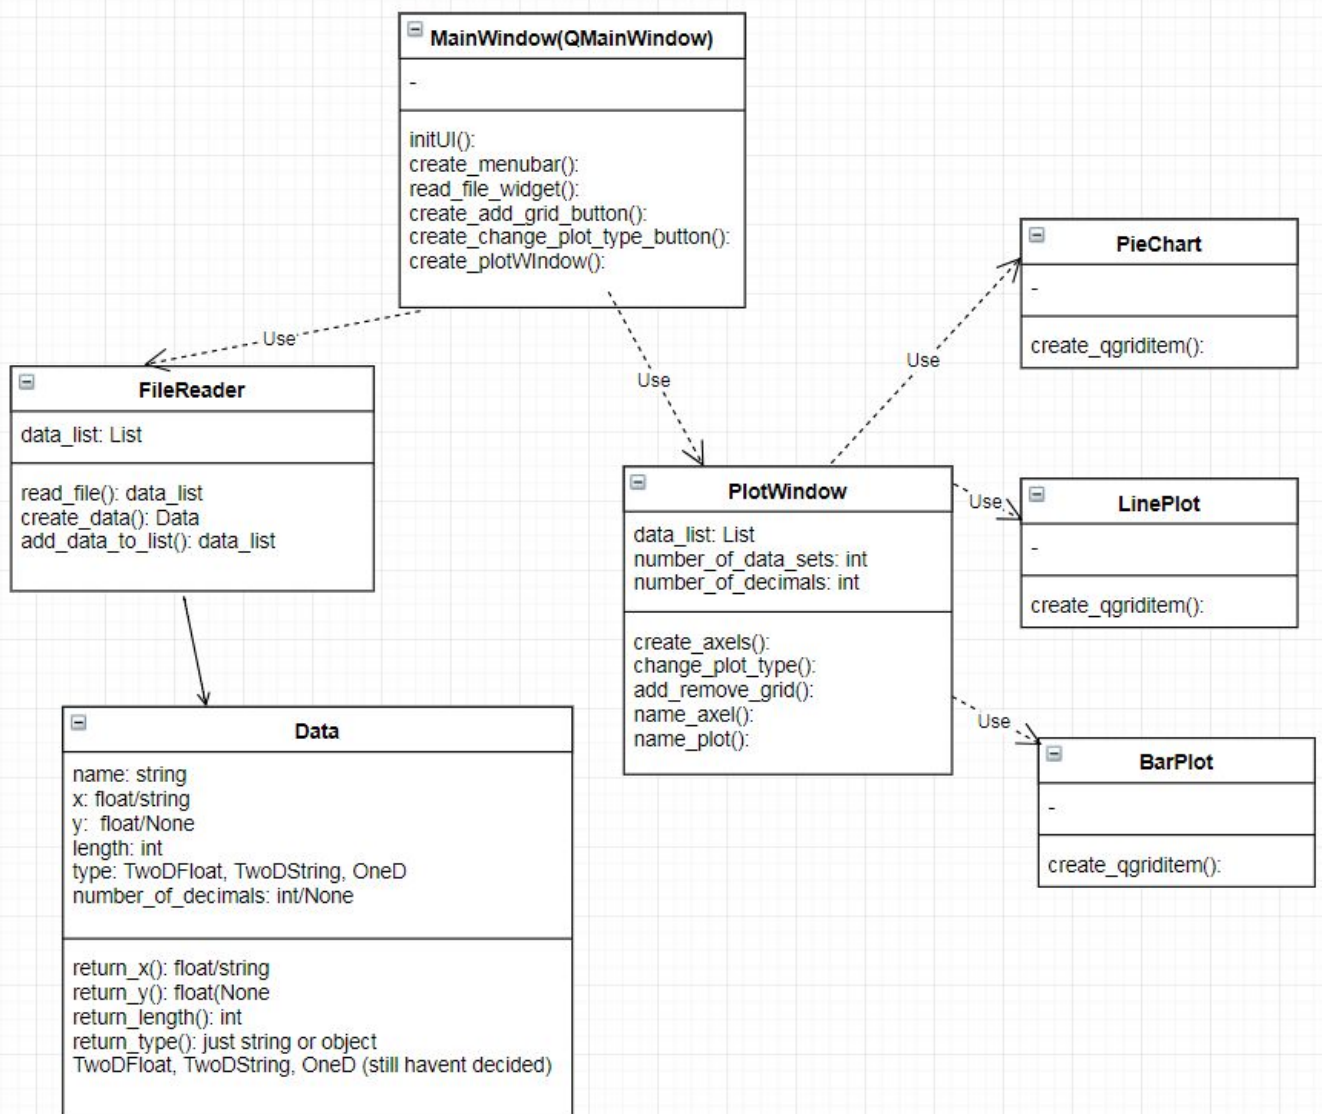 MainWindow(QMainWindow)
-
initUI():
create_menubar():
read_file_widget():
create_add_grid_button():
create_change_plot_type_button():
create_plotWIndow():
Use
Use
FileReader
data_list: List
read_file(): data_list
create_data(): Data
add_data_to_list(): data_list
Data
name: string
x: float/string
y:  float/None
length: int
type: TwoDFloat, TwoDString, OneD
number_of_decimals: int/None
return_x(): float/string
return_y(): float(None
return_length(): int
return_type(): just string or object
TwoDFloat, TwoDString, OneD (still havent decided)
PlotWindow
data_list: List
number_of_data_sets: int
number_of_decimals: int
create_axels():
change_plot_type():
add_remove_grid():
name_axel():
name_plot():
Use
Use
Use
PieChart
-
create_qgriditem():
LinePlot
-
create_qgriditem():
BarPlot
-
create_qgriditem():